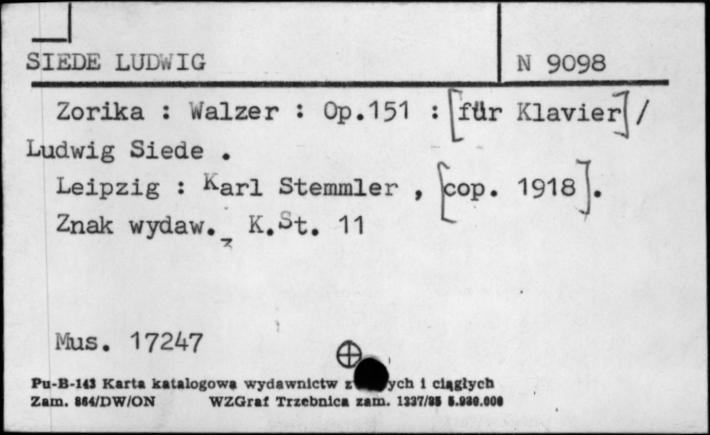 SIEDE LUDWIG
N 9098
Zorika : Walzer : Op.151 : [für Klavier] /
Ludwig Siede .
Leipzig : Karl Stemmler , [cop. 1918].
Znak wydaw. K.St. 11
Mus. 17247
Pu-B-143 Karta katalogowa wydawnictw z ych i ciągłych
Zam. 864/DW/ON WZGraf Trzebnica zam. 1337/85